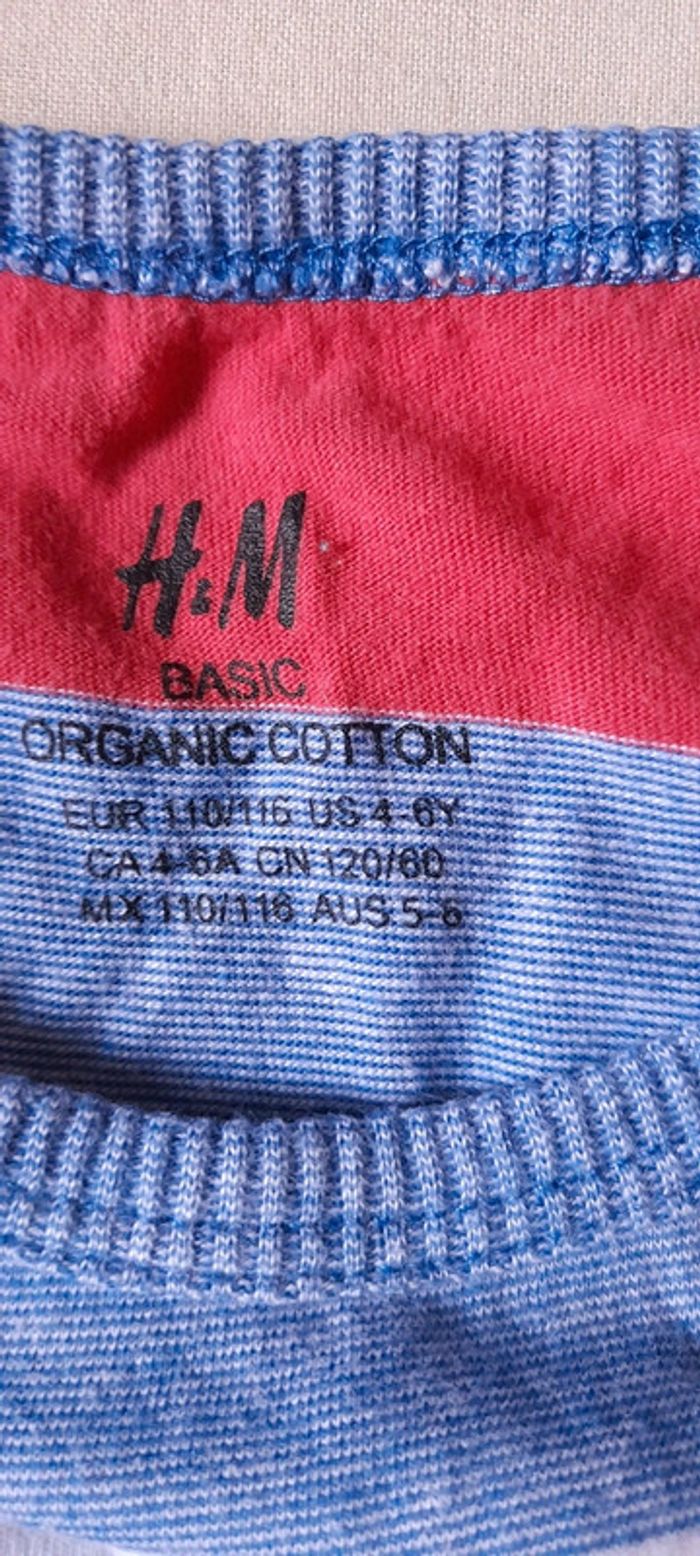 H&M
BASIC
ORGANIC COTTON
EUR 110/116 US 4-6Y
CA 4-6A CN 120/60
MX 110/116 AUS 5-6